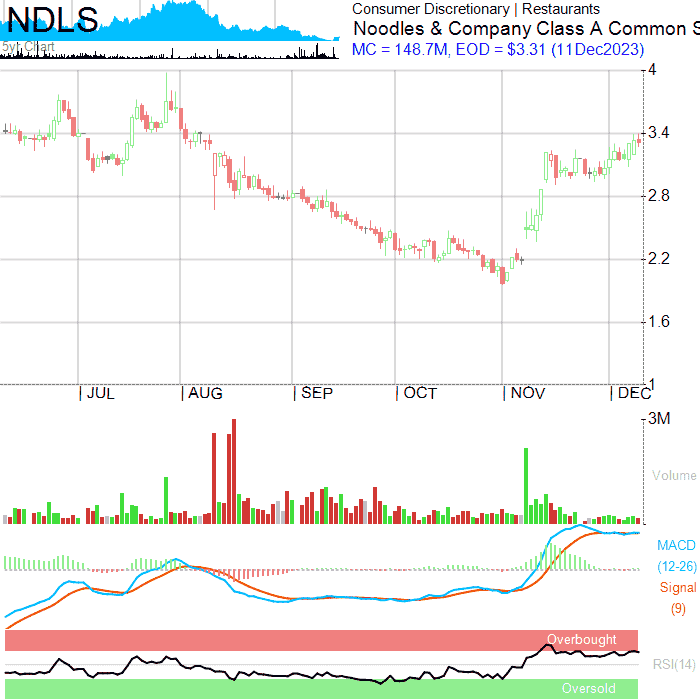 NDLS
5yr Chart
Consumer Discretionary | Restaurants
Noodles & Company Class A Common S
MC = 148.7M, EOD = $3.31 (11Dec2023)
4
3.4
2.8
2.2
1.6
1
JUL AUG SEP OCT NOV DEC
3M
Volume
MACD
(12-26)
Signal
(9)
Overbought
RSI(14)
Oversold